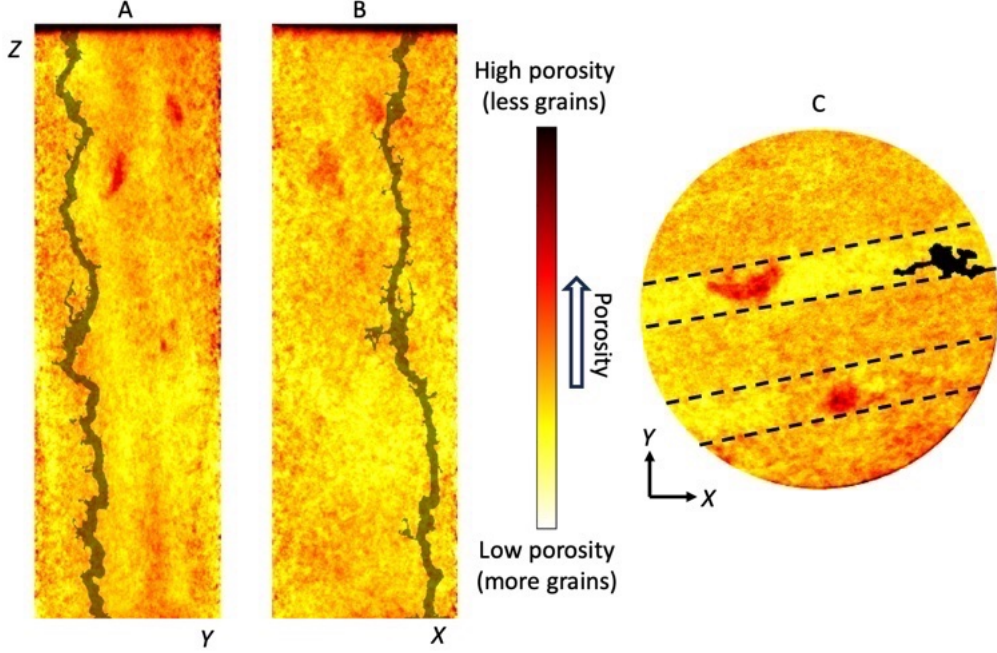 A
B
Z
High porosity
(less grains)
C
Porosity
Y
X
Low porosity
(more grains)
Y
X